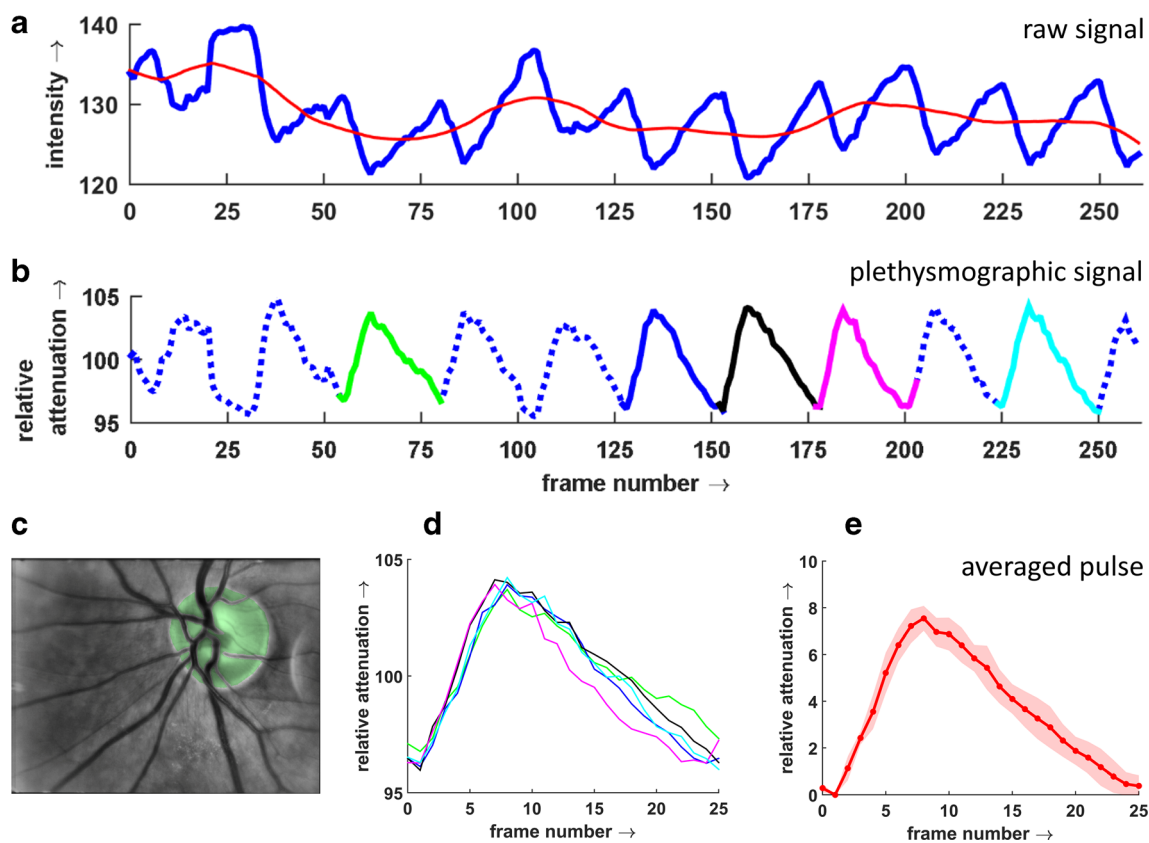 a
raw signal
intensity →
140
130
120
0 25 50 75 100 125 150 175 200 225 250
b
plethysmographic signal
relative
attenuation →
105
100
95
0 25 50 75 100 125 150 175 200 225 250
frame number →
c
d
relative attenuation →
105
100
95
0 5 10 15 20 25
frame number →
e
averaged pulse
relative attenuation →
10
8
6
4
2
0
0 5 10 15 20 25
frame number →